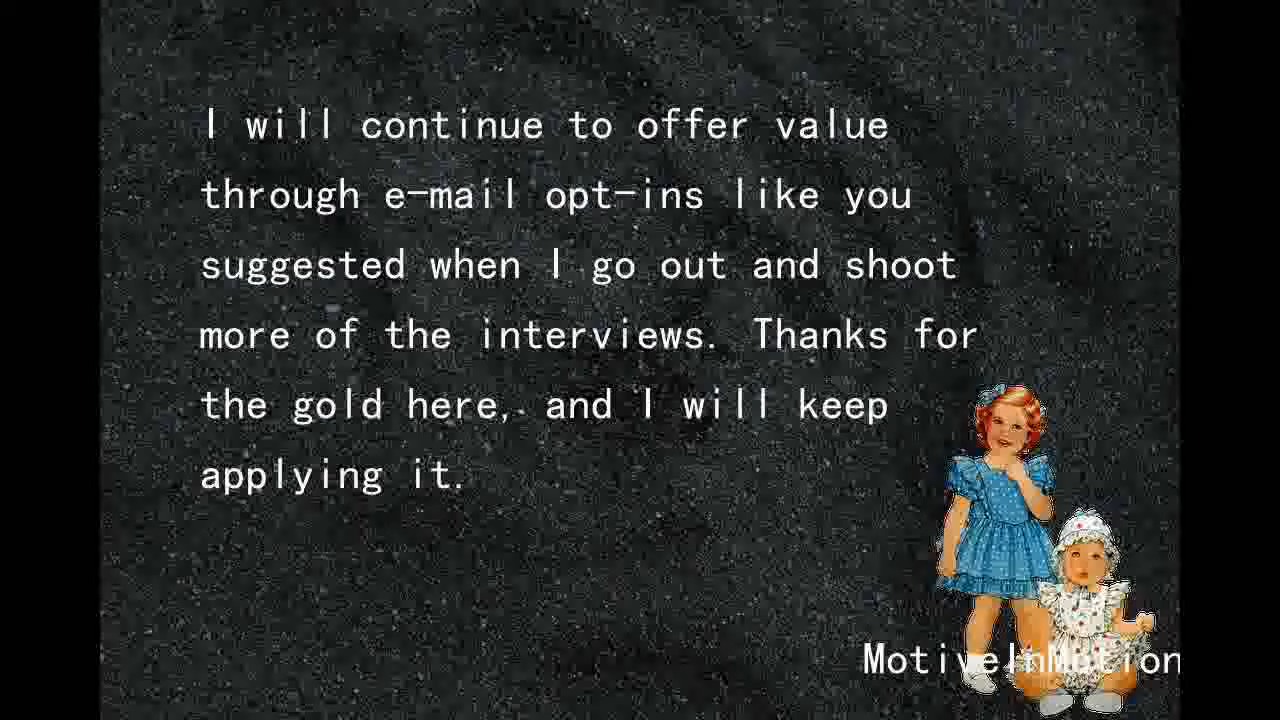 I will continue to offer value
through e-mail opt-ins like you
suggested when I go out and shoot
more of the interviews. Thanks for
the gold here, and I will keep
applying it.
MotiveInMotion